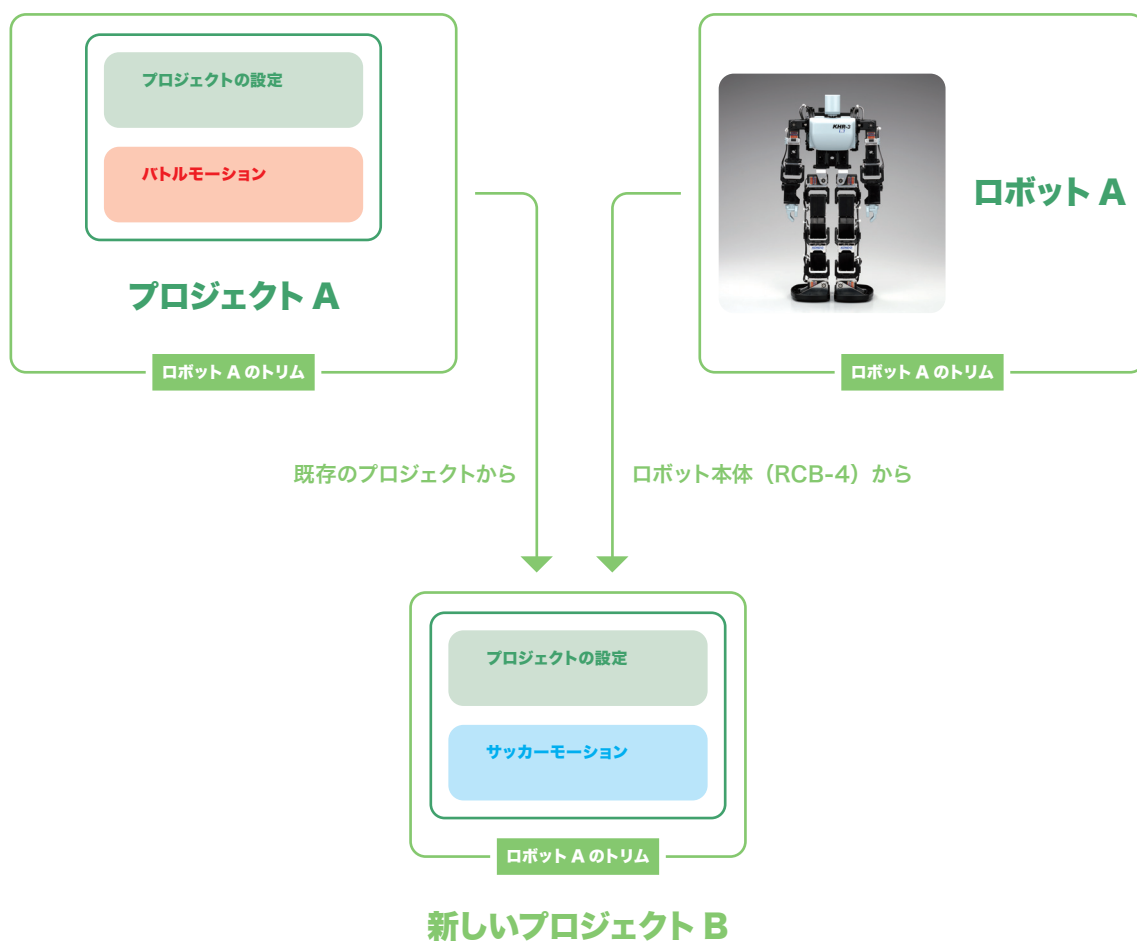 プロジェクトの設定
バトルモーション
プロジェクト A
ロボット A のトリム
KHR-3
ロボット A
ロボット A のトリム
既存のプロジェクトから
ロボット本体（RCB-4）から
プロジェクトの設定
サッカーモーション
ロボット A のトリム
新しいプロジェクト B